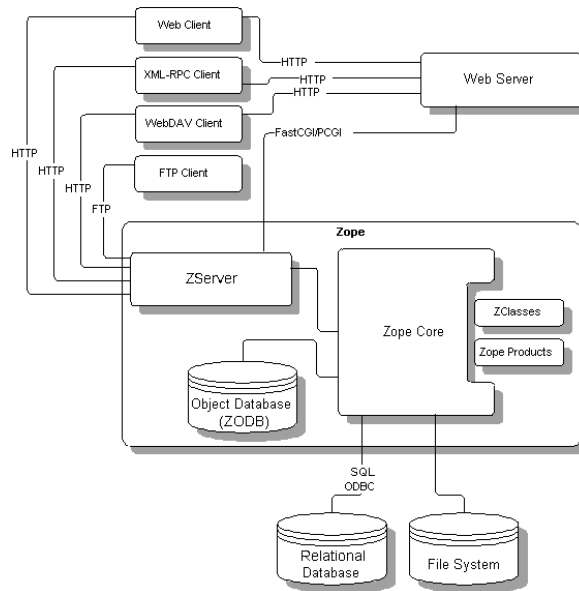 Web Client
HTTP
XML-RPC Client
HTTP
Web Server
WebDAV Client
HTTP
FastCGI/PCGI
HTTP
HTTP
FTP Client
HTTP
FTP
Zope
ZServer
Zope Core
ZClasses
Zope Products
Object Database
(ZODB)
SQL
ODBC
Relational
Database
File System